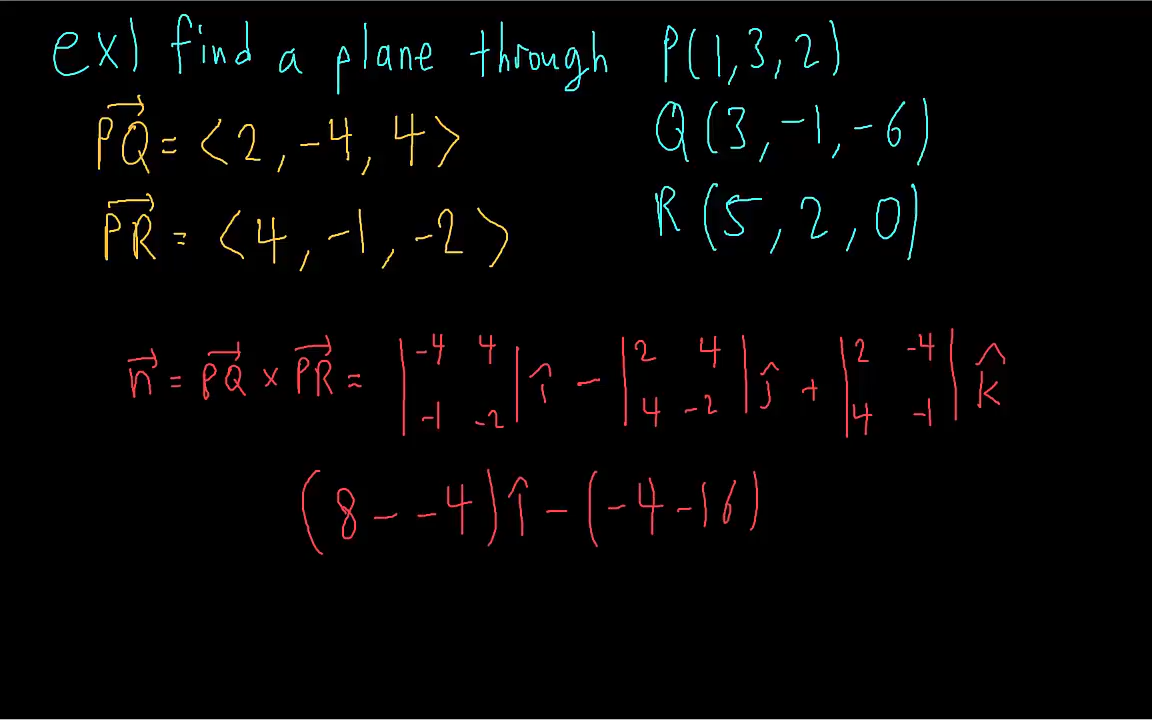 ex) find a plane through P(1,3,2)
PQ⃗ = <2, -4, 4> Q(3, -1, -6)
PR⃗ = <4, -1, -2> R(5, 2, 0)
n⃗ = PQ⃗ × PR⃗ = |-4 4; -1 -2| î - |2 4; 4 -2| ĵ + |2 -4; 4 -1| k̂
(8 - -4) î - (-4 - 16)